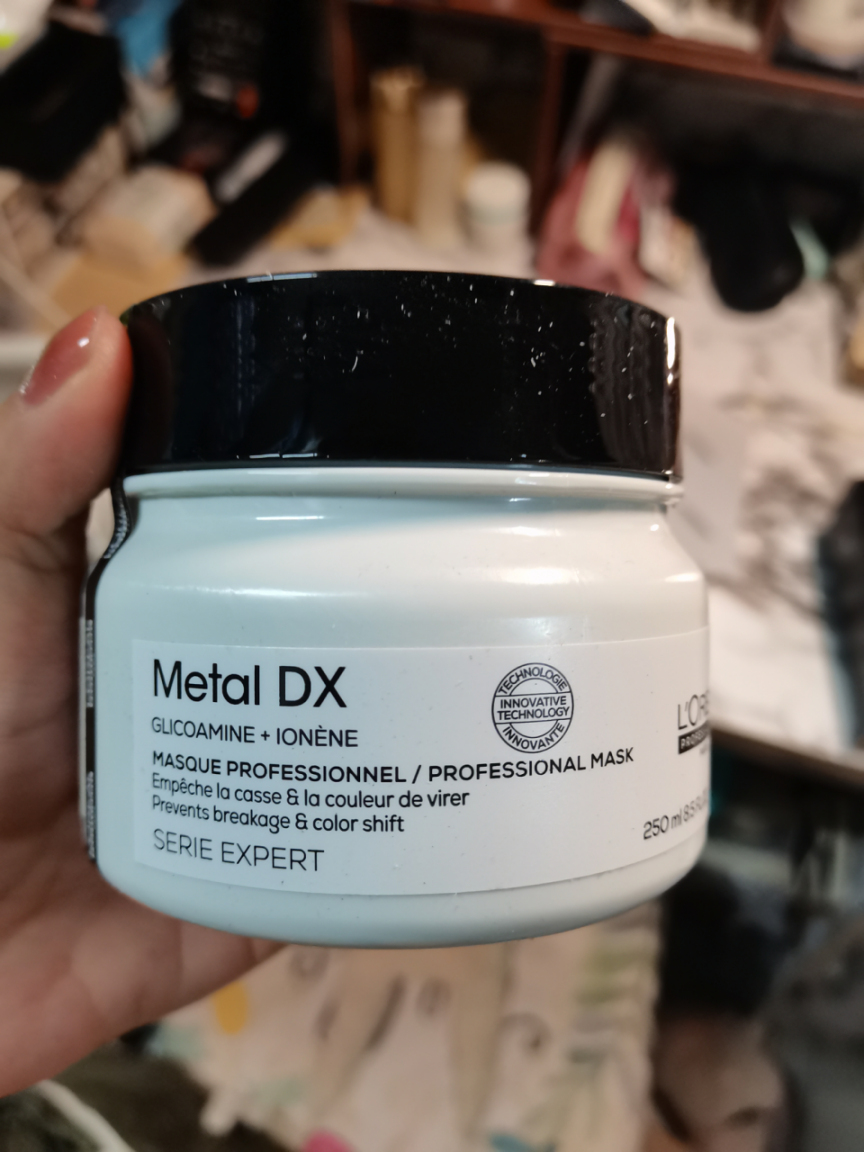 Metal DX
GLICOAMINE + IONÈNE
TECHNOLOGIE
INNOVATIVE
TECHNOLOGY
INNOVANTE
MASQUE PROFESSIONNEL / PROFESSIONAL MASK
Empêche la casse & la couleur de virer
Prevents breakage & color shift
SERIE EXPERT
250 ml